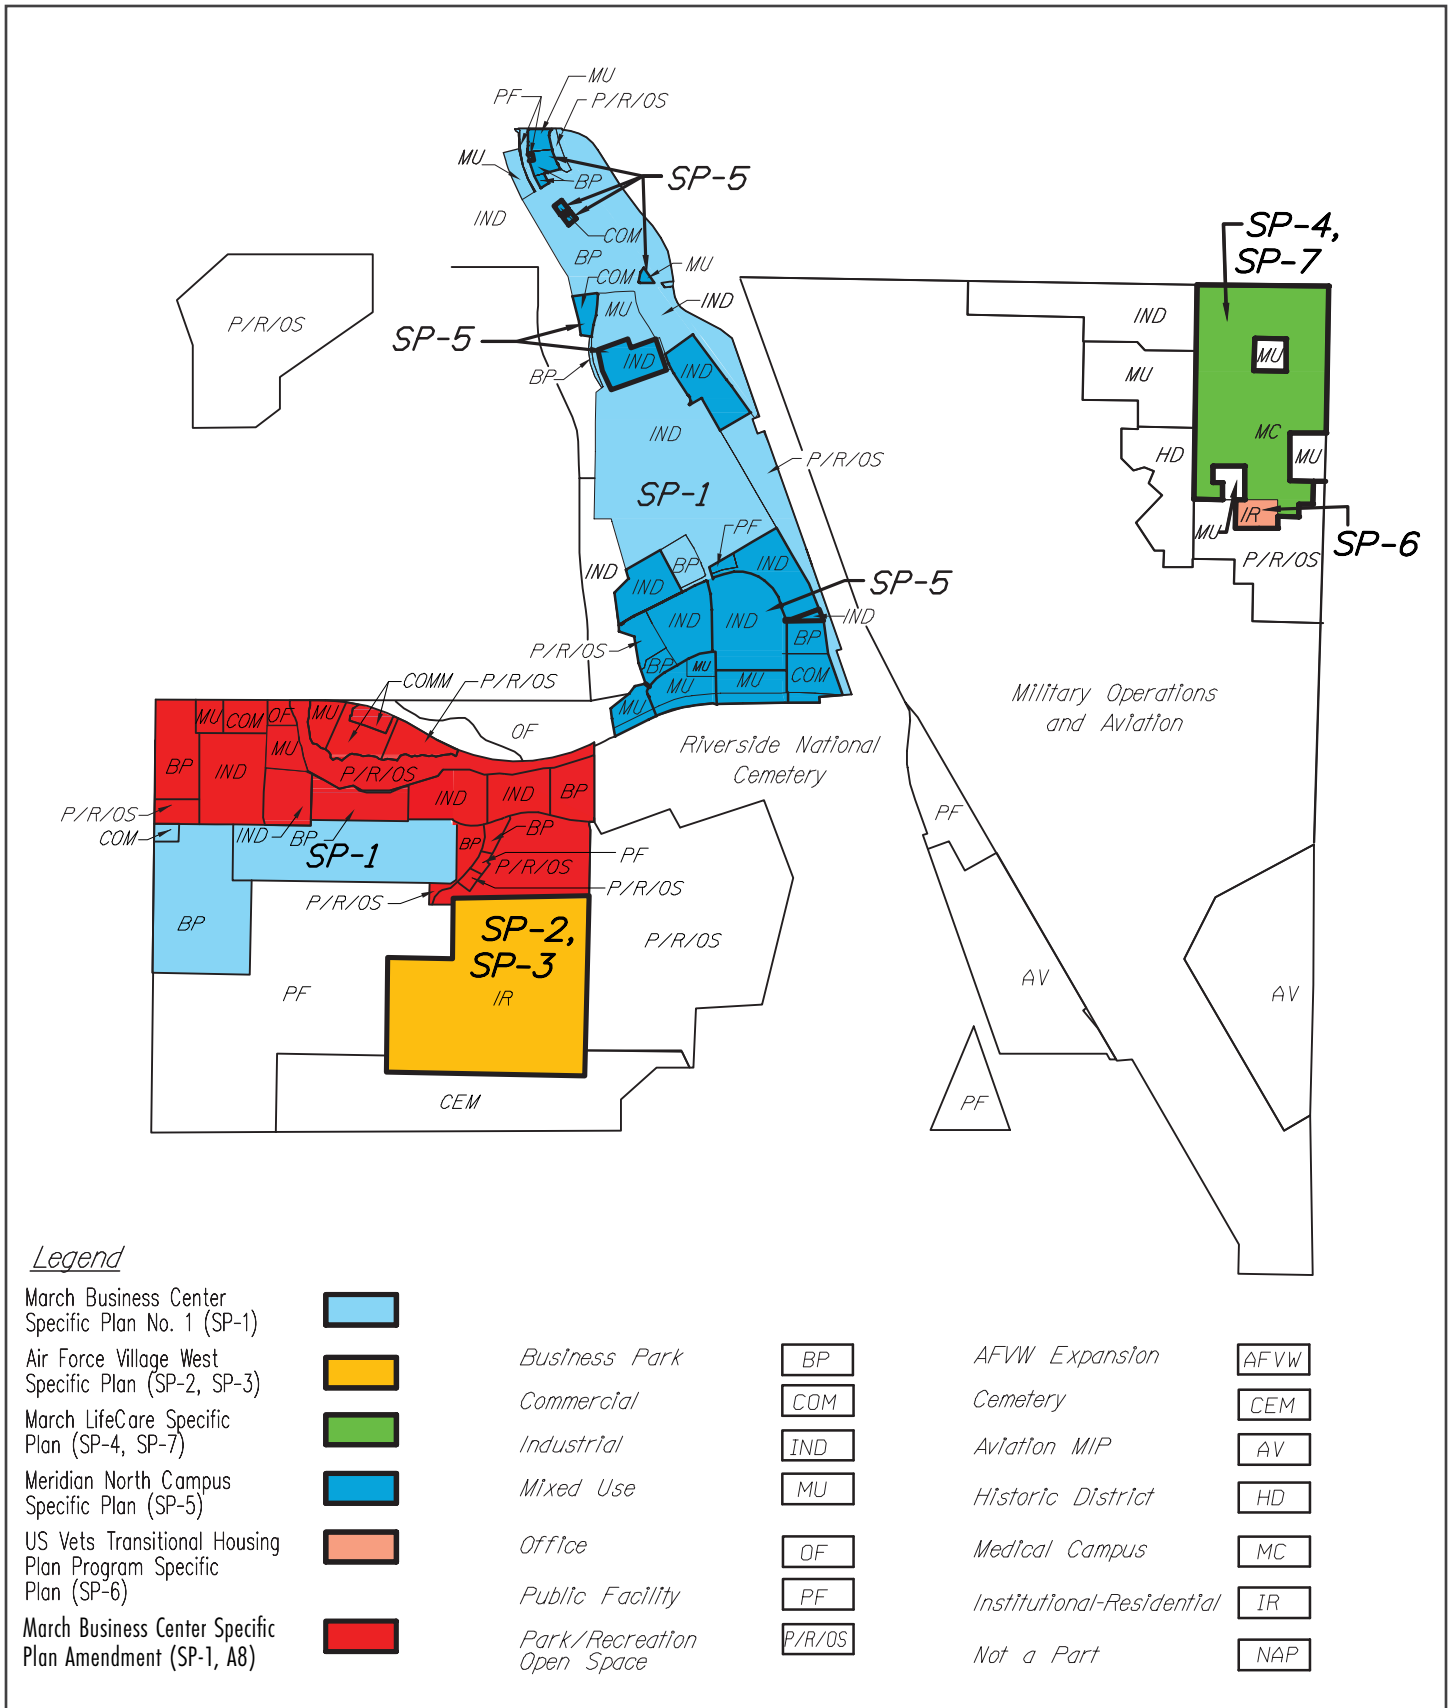 MU
PF
P/R/OS
MU
SP-5
BP
IND
COM
SP-4,
SP-7
BP
MU
COM
IND
MU
IND
P/R/OS
SP-5
MU
IND
BP
IND
MU
IND
MC
P/R/OS
HD
MU
SP-1
IR
PF
MU
SP-6
BP
IND
P/R/OS
IND
IND
SP-5
IND
IND
IND
BP
P/R/OS
BP
MU
MU
MU
COM
COMM
P/R/OS
MU
Military Operations
and Aviation
MU
COM
OF
MU
OF
MU
Riverside National
Cemetery
BP
IND
P/R/OS
IND
IND
BP
P/R/OS
PF
COM
IND
BP
BP
BP
SP-1
PF
P/R/OS
P/R/OS
P/R/OS
BP
SP-2,
SP-3
P/R/OS
IR
PF
AV
AV
CEM
PF
Legend
March Business Center
Specific Plan No. 1 (SP-1)
Air Force Village West
Specific Plan (SP-2, SP-3)
March LifeCare Specific
Plan (SP-4, SP-7)
Meridian North Campus
Specific Plan (SP-5)
US Vets Transitional Housing
Plan Program Specific
Plan (SP-6)
March Business Center Specific
Plan Amendment (SP-1, A8)
Business Park BP
Commercial COM
Industrial IND
Mixed Use MU
Office OF
Public Facility PF
Park/Recreation
Open Space P/R/OS
AFVW Expansion AFVW
Cemetery CEM
Aviation MIP AV
Historic District HD
Medical Campus MC
Institutional-Residential IR
Not a Part NAP